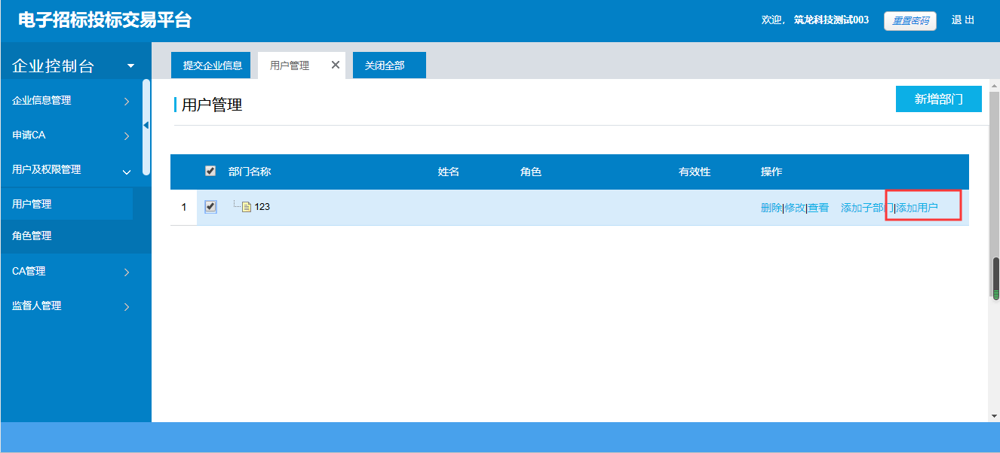 电子招标投标交易平台
欢迎, 筑龙科技测试003 重置密码 退 出
企业控制台
提交企业信息 用户管理 关闭全部
企业信息管理
申请CA
用户及权限管理
用户管理
角色管理
CA管理
监督人管理
用户管理
新增部门
部门名称 姓名 角色 有效性 操作
1 123 删除|修改|查看 添加子部门|添加用户